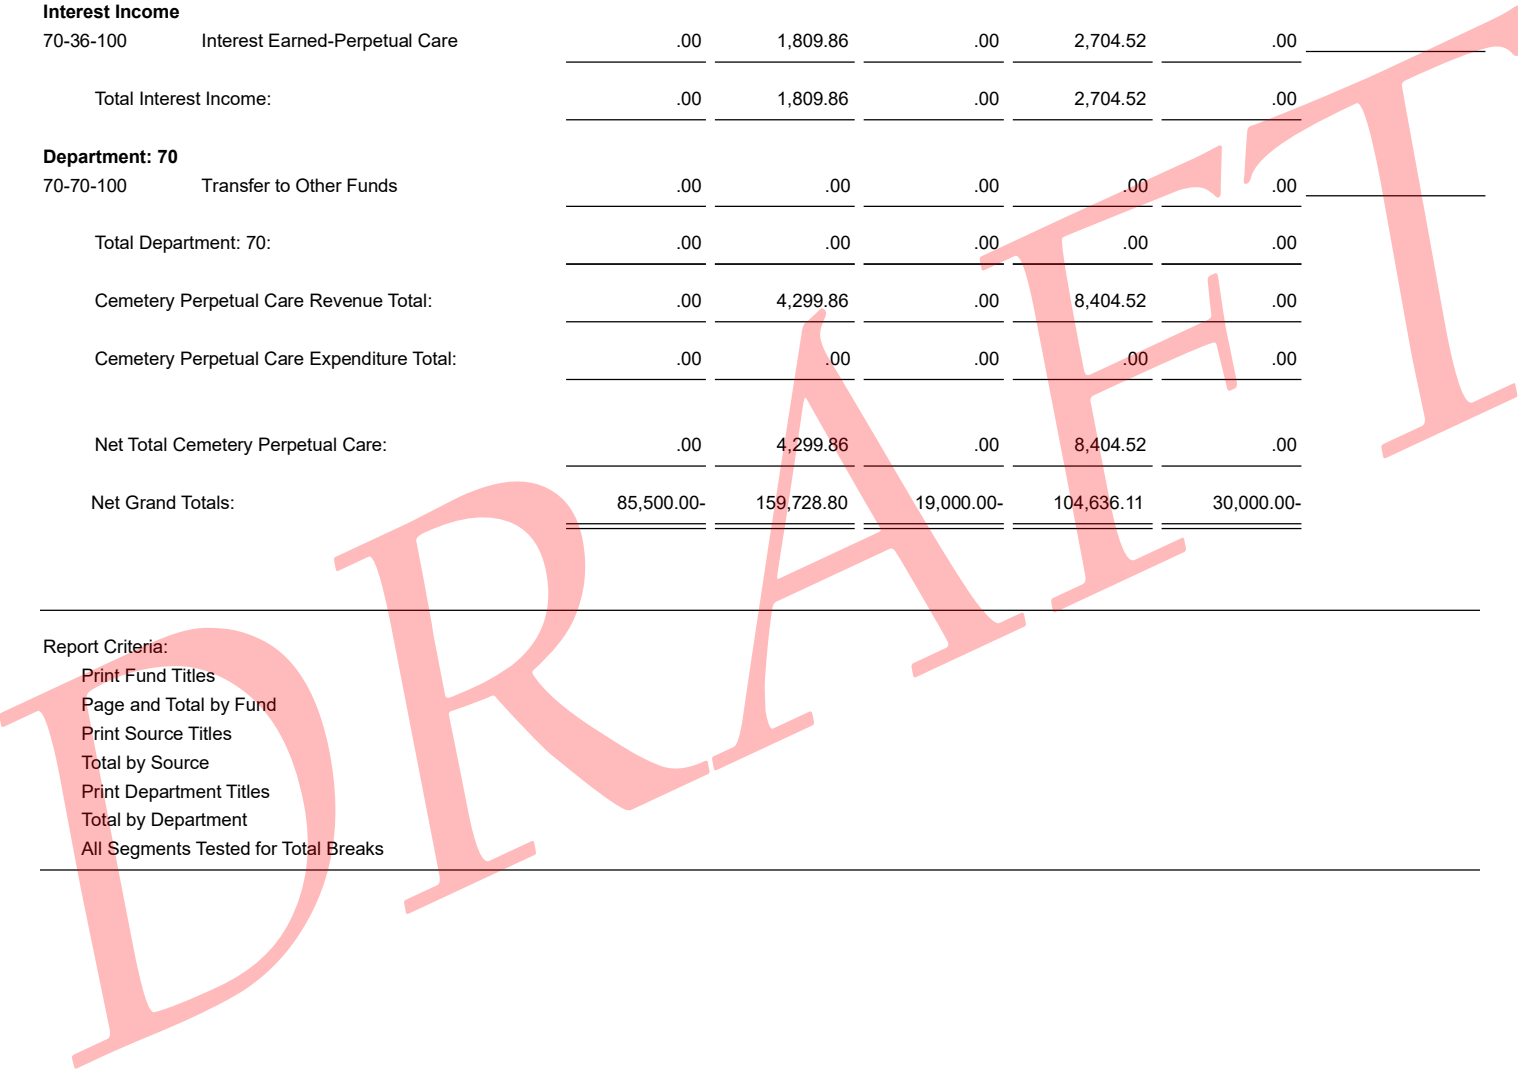 Interest Income
70-36-100 Interest Earned-Perpetual Care .00 1,809.86 .00 2,704.52 .00
Total Interest Income: .00 1,809.86 .00 2,704.52 .00
Department: 70
70-70-100 Transfer to Other Funds .00 .00 .00 .00 .00
Total Department: 70: .00 .00 .00 .00 .00
Cemetery Perpetual Care Revenue Total: .00 4,299.86 .00 8,404.52 .00
Cemetery Perpetual Care Expenditure Total: .00 .00 .00 .00 .00
Net Total Cemetery Perpetual Care: .00 4,299.86 .00 8,404.52 .00
Net Grand Totals: 85,500.00- 159,728.80 19,000.00- 104,636.11 30,000.00-
Report Criteria:
Print Fund Titles
Page and Total by Fund
Print Source Titles
Total by Source
Print Department Titles
Total by Department
All Segments Tested for Total Breaks
DRAFT